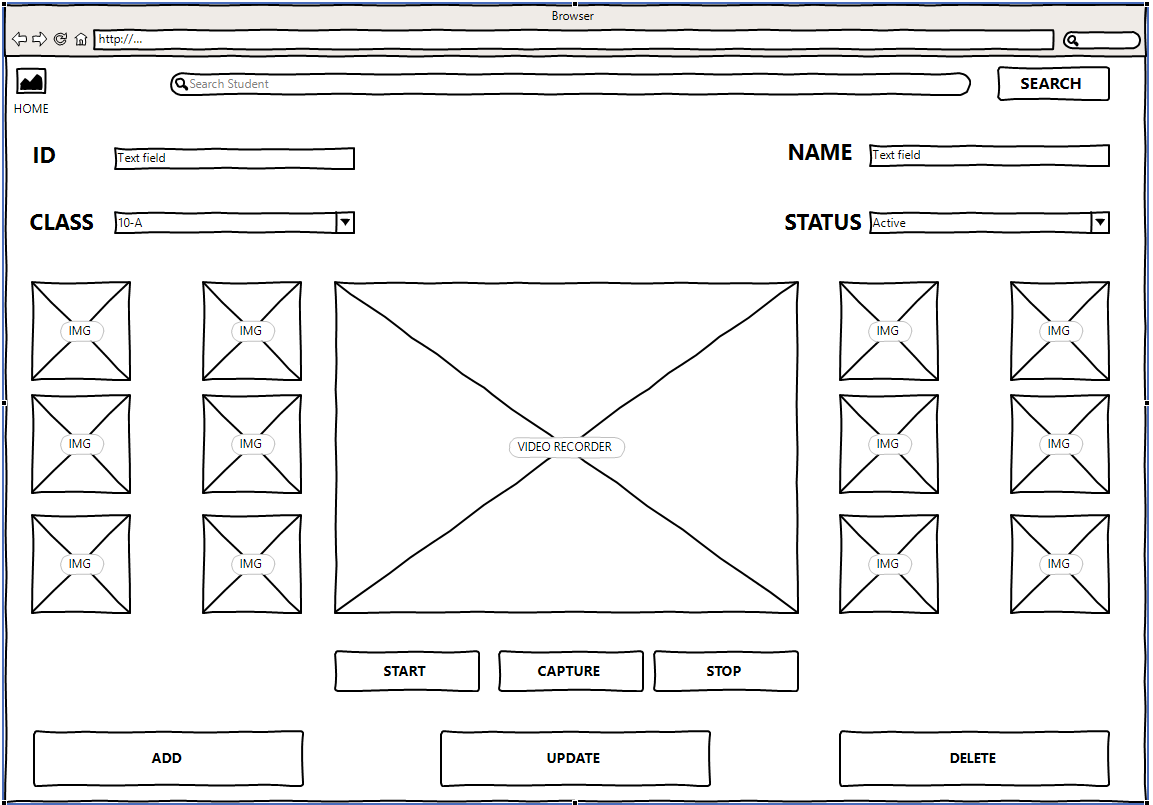 Browser
http://...
Search Student
SEARCH
HOME
ID
Text field
NAME
Text field
CLASS
10-A
STATUS
Active
IMG
IMG
IMG
IMG
IMG
IMG
IMG
IMG
VIDEO RECORDER
IMG
IMG
IMG
IMG
START
CAPTURE
STOP
ADD
UPDATE
DELETE